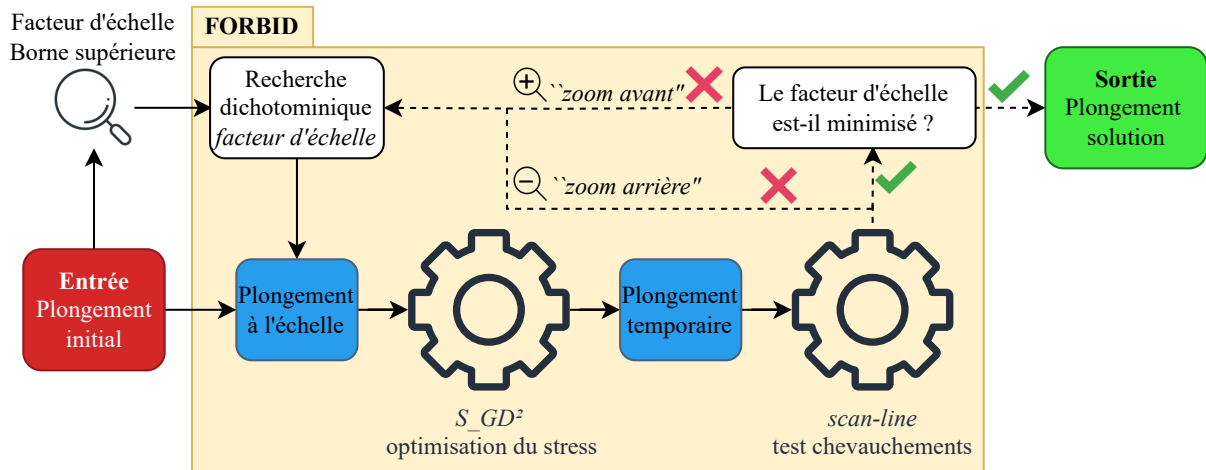 Facteur d'échelle
Borne supérieure
FORBID
Recherche
dichotominique
facteur d'échelle
``zoom avant"
Le facteur d'échelle
est-il minimisé ?
Sortie
Plongement
solution
``zoom arrière"
Entrée
Plongement
initial
Plongement
à l'échelle
Plongement
temporaire
S_GD²
optimisation du stress
scan-line
test chevauchements